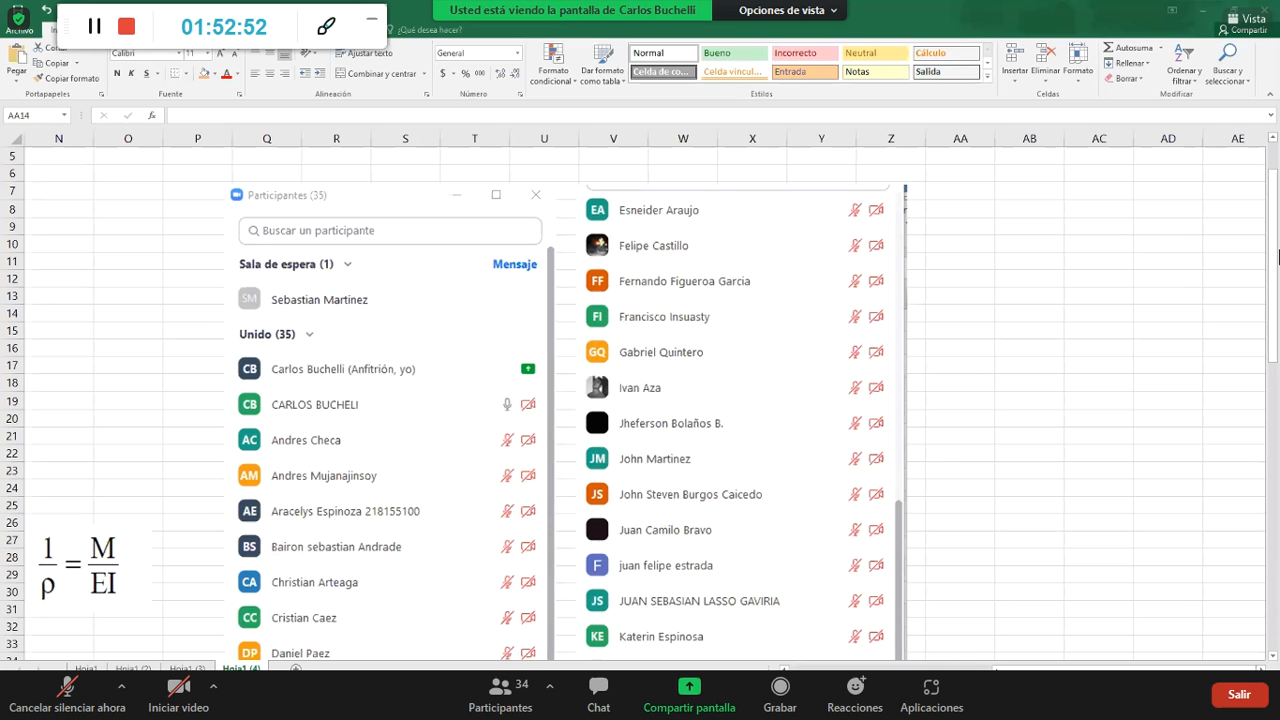 01:52:52
Usted está viendo la pantalla de Carlos Buchelli
Opciones de vista
Vista
Archivo
¿Qué desea hacer?
Compartir
Pegar
Copiar
Copiar formato
Portapapeles
Calibri
N K S
Fuente
Ajustar texto
Combinar y centrar
Alineación
General
$ % 000
Número
Formato condicional
Dar formato como tabla
Normal Bueno Incorrecto Neutral Cálculo
Celda de co... Celda vincul... Entrada Notas Salida
Estilos
Insertar Eliminar Formato
Celdas
Autosuma
Rellenar
Borrar
Ordenar y filtrar
Buscar y seleccionar
Modificar
AA14
fx
N O P Q R S T U V W X Y Z AA AB AC AD AE
5
6
7
8
9
10
11
12
13
14
15
16
17
18
19
20
21
22
23
24
25
26
27
28
29
30
31
32
33
Participantes (35)
Buscar un participante
Sala de espera (1)
Mensaje
SM Sebastian Martinez
Unido (35)
CB Carlos Buchelli (Anfitrión, yo)
CB CARLOS BUCHELI
AC Andres Checa
AM Andres Mujanajinsoy
AE Aracelys Espinoza 218155100
BS Bairon sebastian Andrade
CA Christian Arteaga
CC Cristian Caez
DP Daniel Paez
EA Esneider Araujo
Felipe Castillo
FF Fernando Figueroa Garcia
FI Francisco Insuasty
GQ Gabriel Quintero
Ivan Aza
Jheferson Bolaños B.
JM John Martinez
JS John Steven Burgos Caicedo
Juan Camilo Bravo
F juan felipe estrada
JS JUAN SEBASIAN LASSO GAVIRIA
KE Katerin Espinosa
1/ρ = M/EI
Hoja1 Hoja1 (2) Hoja1 (3) Hoja1 (4)
34
Cancelar silenciar ahora
Iniciar video
Participantes
Chat
Compartir pantalla
Grabar
Reacciones
Aplicaciones
Salir